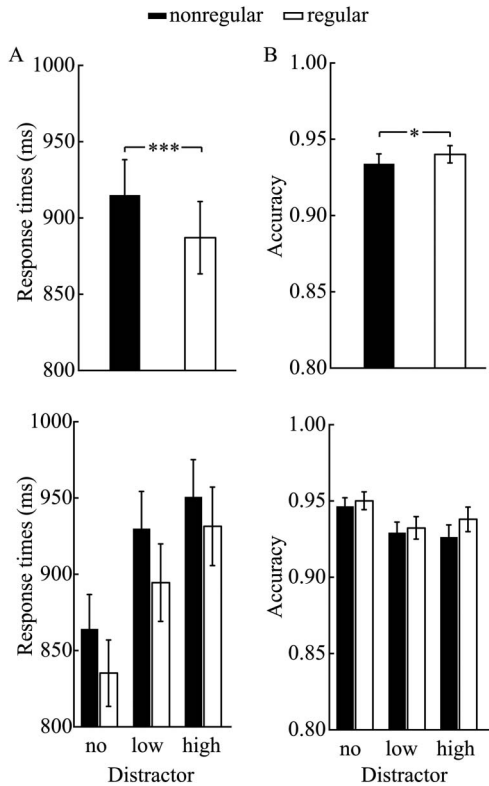 nonregular regular
A
Response times (ms)
1000
950
900
850
800
***
B
Accuracy
1.00
0.95
0.90
0.85
0.80
*
Response times (ms)
1000
950
900
850
800
no low high
Distractor
Accuracy
1.00
0.95
0.90
0.85
0.80
no low high
Distractor